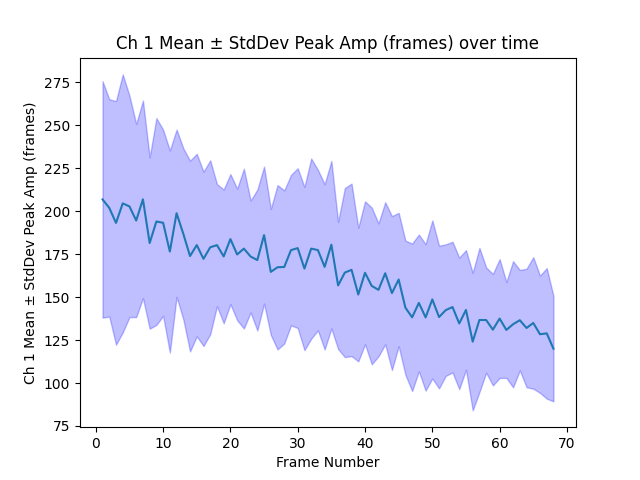 Ch 1 Mean ± StdDev Peak Amp (frames) over time
Ch 1 Mean ± StdDev Peak Amp (frames)
275
250
225
200
175
150
125
100
75
0 10 20 30 40 50 60 70
Frame Number